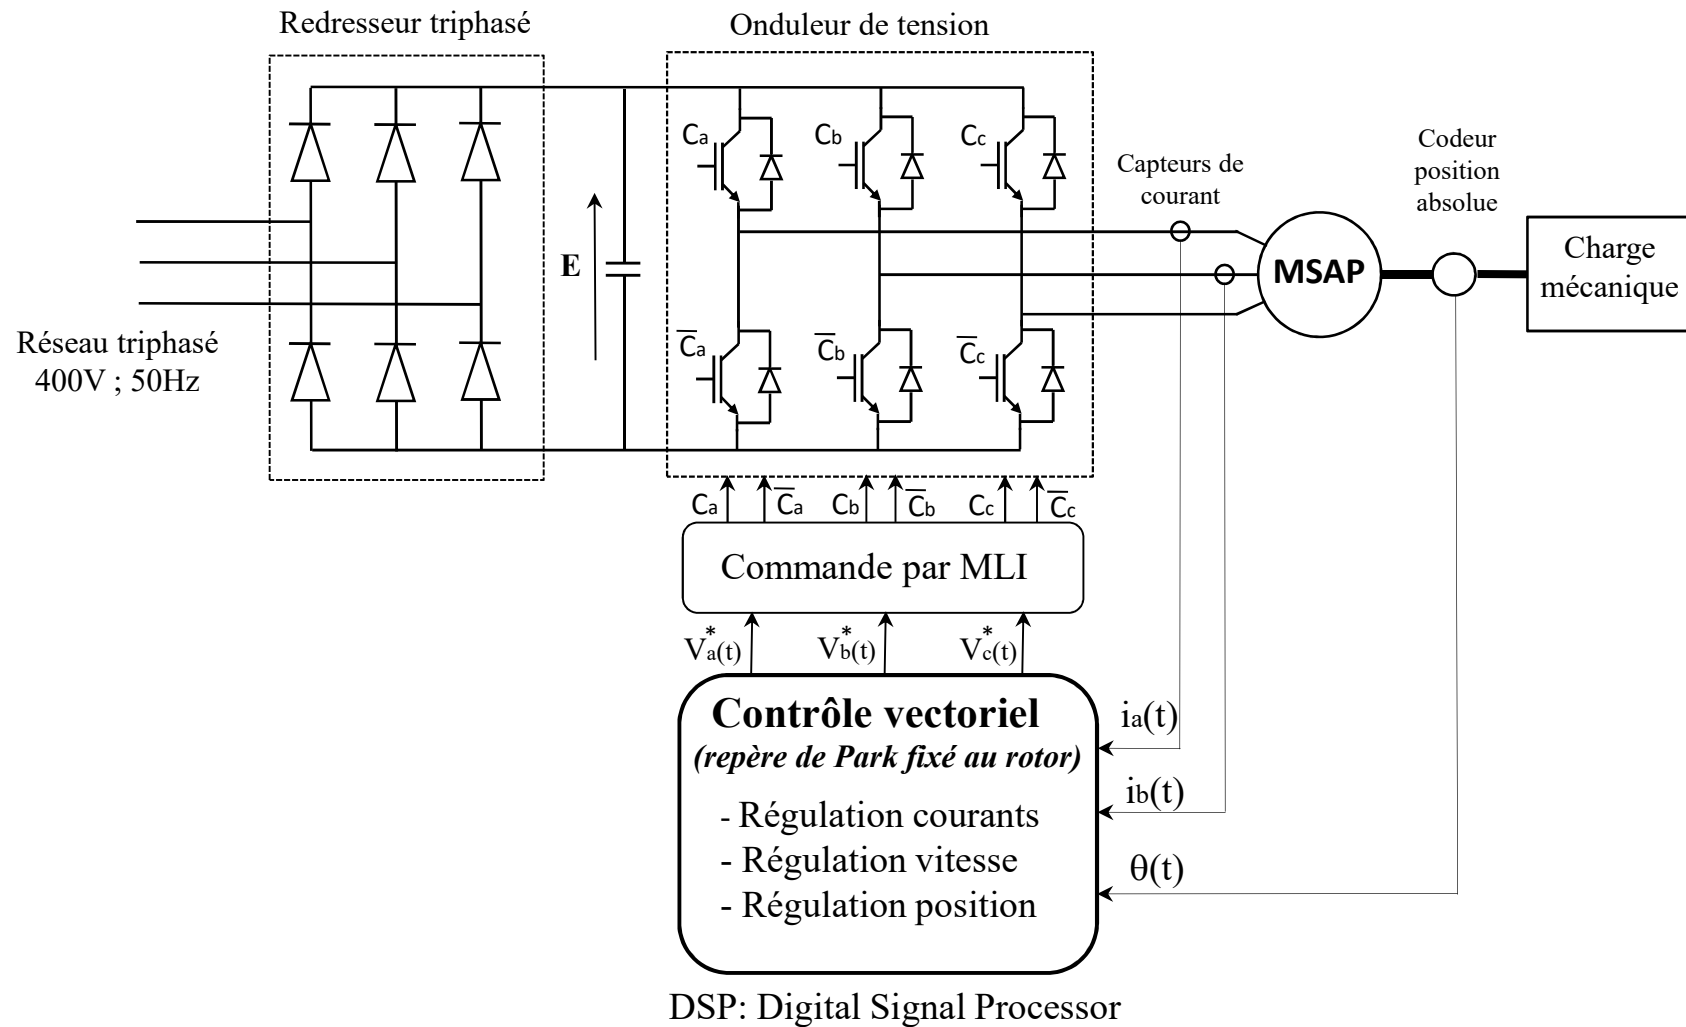 Redresseur triphasé
Onduleur de tension
Ca
Cb
Cc
Capteurs de
courant
Codeur
position
absolue
E
MSAP
Charge
mécanique
Réseau triphasé
400V ; 50Hz
C̅a
C̅b
C̅c
Ca C̅a Cb C̅b Cc C̅c
Commande par MLI
V*a(t) V*b(t) V*c(t)
Contrôle vectoriel
(repère de Park fixé au rotor)
- Régulation courants
- Régulation vitesse
- Régulation position
ia(t)
ib(t)
θ(t)
DSP: Digital Signal Processor